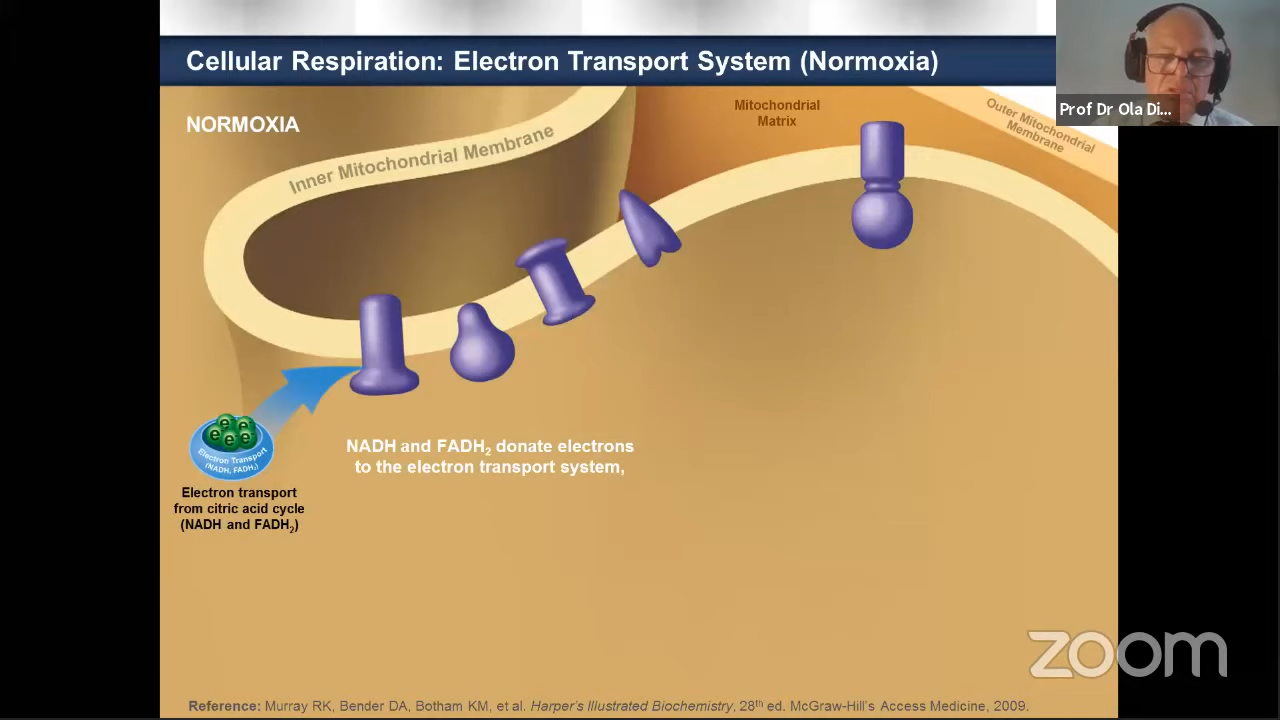 Cellular Respiration: Electron Transport System (Normoxia)
Prof Dr Ola Di...
NORMOXIA
Inner Mitochondrial Membrane
Mitochondrial
Matrix
Outer Mitochondrial
Membrane
e e
e e e
Electron Transport
(NADH, FADH₂)
Electron transport
from citric acid cycle
(NADH and FADH₂)
NADH and FADH₂ donate electrons
to the electron transport system,
zoom
Reference: Murray RK, Bender DA, Botham KM, et al. Harper's Illustrated Biochemistry, 28th ed. McGraw-Hill's Access Medicine, 2009.